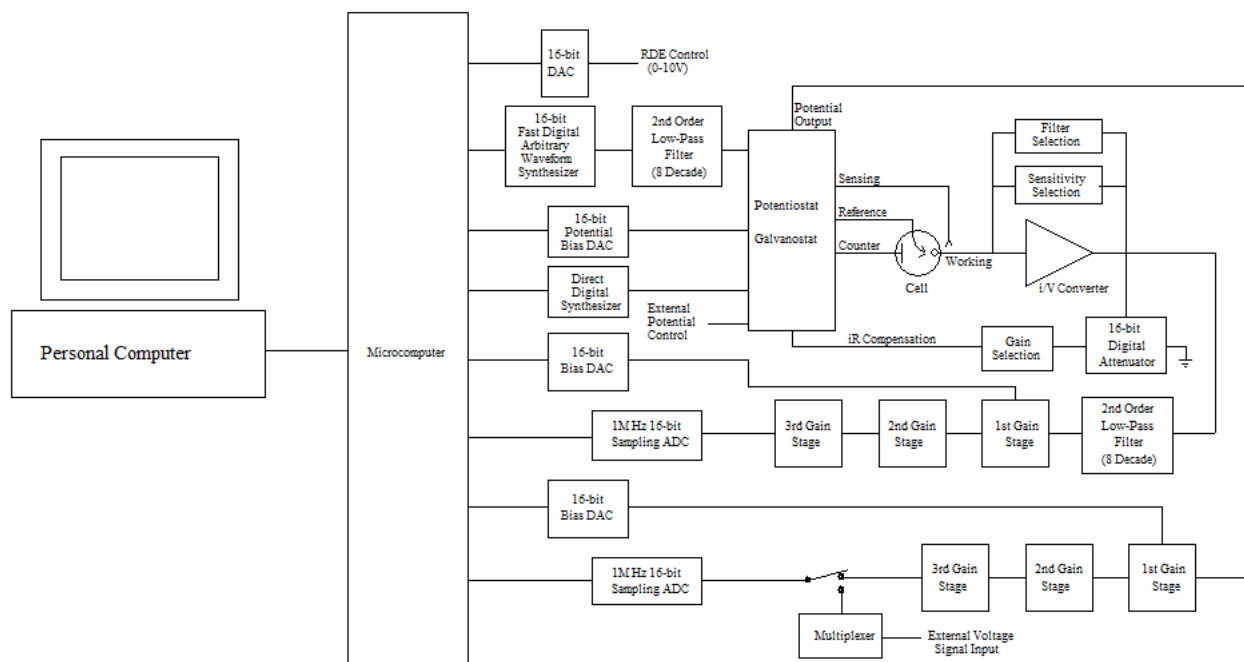 16-bit
DAC
RDE Control
(0-10V)
Potential
Output
16-bit
Fast Digital
Arbitrary
Waveform
Synthesizer
2nd Order
Low-Pass
Filter
(8 Decade)
Filter
Selection
Sensing
Sensitivity
Selection
Potentiostat
Galvanostat
Reference
Counter
Working
Cell
i/V Converter
16-bit
Potential
Bias DAC
Direct
Digital
Synthesizer
External
Potential
Control
iR Compensation
Gain
Selection
16-bit
Digital
Attenuator
Personal Computer
Microcomputer
16-bit
Bias DAC
1MHz 16-bit
Sampling ADC
3rd Gain
Stage
2nd Gain
Stage
1st Gain
Stage
2nd Order
Low-Pass
Filter
(8 Decade)
16-bit
Bias DAC
1MHz 16-bit
Sampling ADC
3rd Gain
Stage
2nd Gain
Stage
1st Gain
Stage
Multiplexer
External Voltage
Signal Input